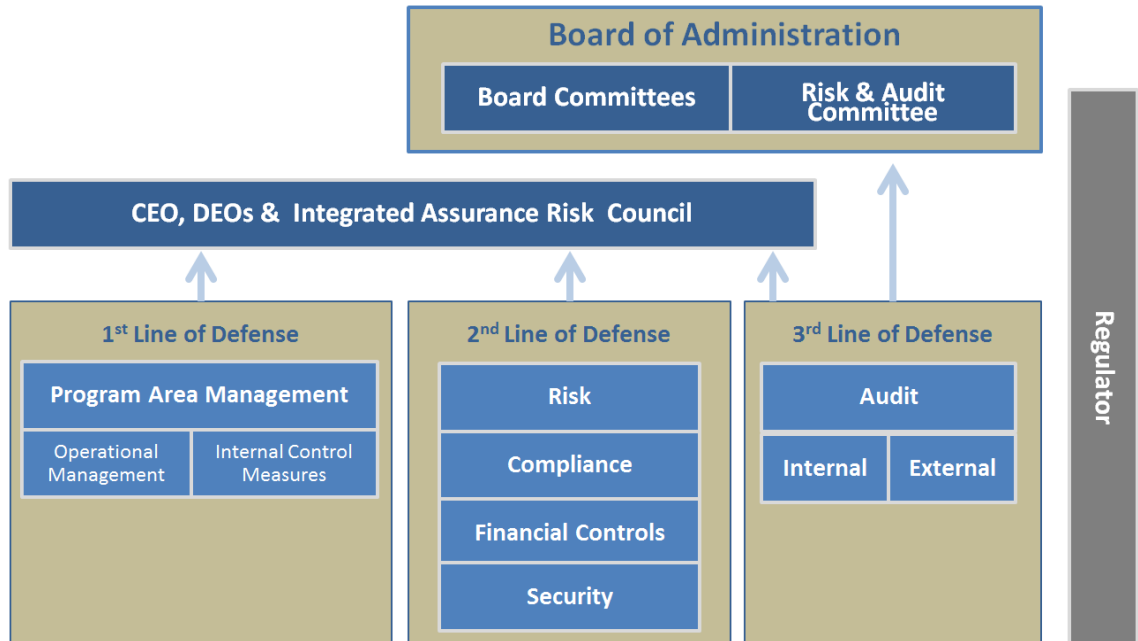 Board of Administration
Board Committees
Risk & Audit
Committee
CEO, DEOs & Integrated Assurance Risk Council
1st Line of Defense
Program Area Management
Operational
Management
Internal Control
Measures
2nd Line of Defense
Risk
Compliance
Financial Controls
Security
3rd Line of Defense
Audit
Internal
External
Regulator